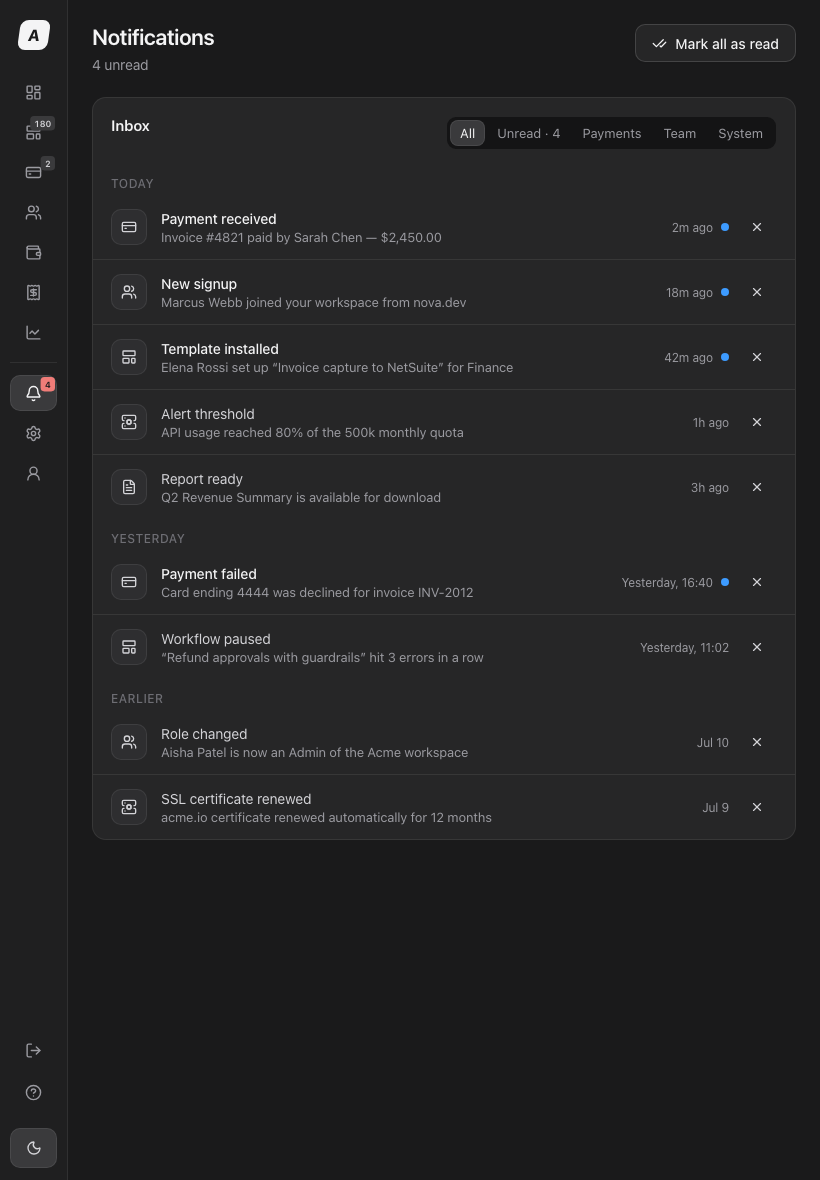 A
Notifications
4 unread
Mark all as read
180
2
4
Inbox
All
Unread · 4
Payments
Team
System
TODAY
Payment received
2m ago
Invoice #4821 paid by Sarah Chen — $2,450.00
New signup
18m ago
Marcus Webb joined your workspace from nova.dev
Template installed
42m ago
Elena Rossi set up “Invoice capture to NetSuite” for Finance
Alert threshold
1h ago
API usage reached 80% of the 500k monthly quota
Report ready
3h ago
Q2 Revenue Summary is available for download
YESTERDAY
Payment failed
Yesterday, 16:40
Card ending 4444 was declined for invoice INV-2012
Workflow paused
Yesterday, 11:02
“Refund approvals with guardrails” hit 3 errors in a row
EARLIER
Role changed
Jul 10
Aisha Patel is now an Admin of the Acme workspace
SSL certificate renewed
Jul 9
acme.io certificate renewed automatically for 12 months